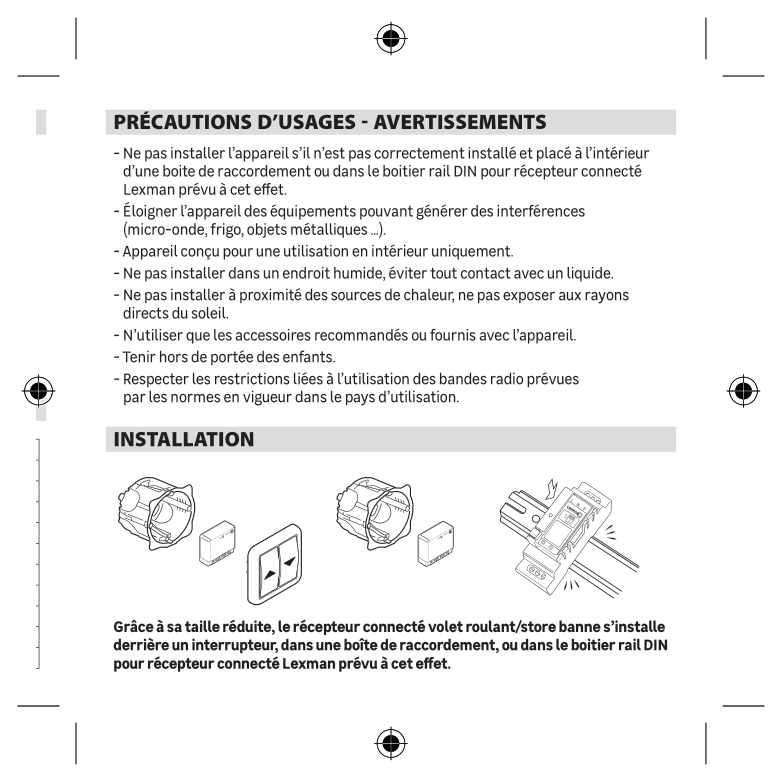 PRÉCAUTIONS D’USAGES - AVERTISSEMENTS
- Ne pas installer l’appareil s’il n’est pas correctement installé et placé à l’intérieur
d’une boite de raccordement ou dans le boitier rail DIN pour récepteur connecté
Lexman prévu à cet effet.
- Éloigner l’appareil des équipements pouvant générer des interférences
(micro-onde, frigo, objets métalliques ...).
- Appareil conçu pour une utilisation en intérieur uniquement.
- Ne pas installer dans un endroit humide, éviter tout contact avec un liquide.
- Ne pas installer à proximité des sources de chaleur, ne pas exposer aux rayons
directs du soleil.
- N’utiliser que les accessoires recommandés ou fournis avec l’appareil.
- Tenir hors de portée des enfants.
- Respecter les restrictions liées à l’utilisation des bandes radio prévues
par les normes en vigueur dans le pays d’utilisation.
INSTALLATION
Grâce à sa taille réduite, le récepteur connecté volet roulant/store banne s’installe
derrière un interrupteur, dans une boîte de raccordement, ou dans le boitier rail DIN
pour récepteur connecté Lexman prévu à cet effet.